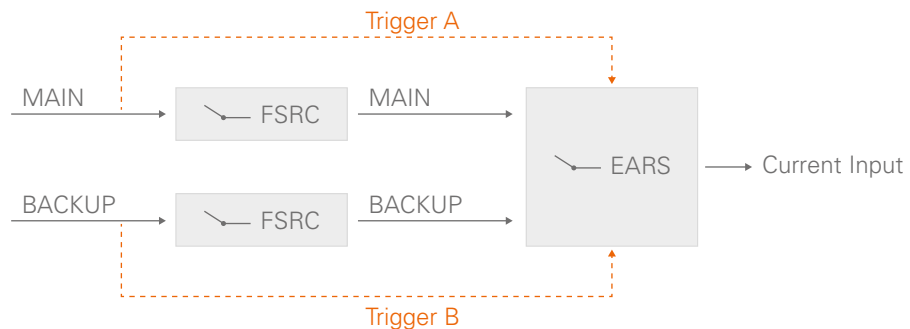 Trigger A
MAIN
FSRC
MAIN
EARS
Current Input
BACKUP
FSRC
BACKUP
Trigger B